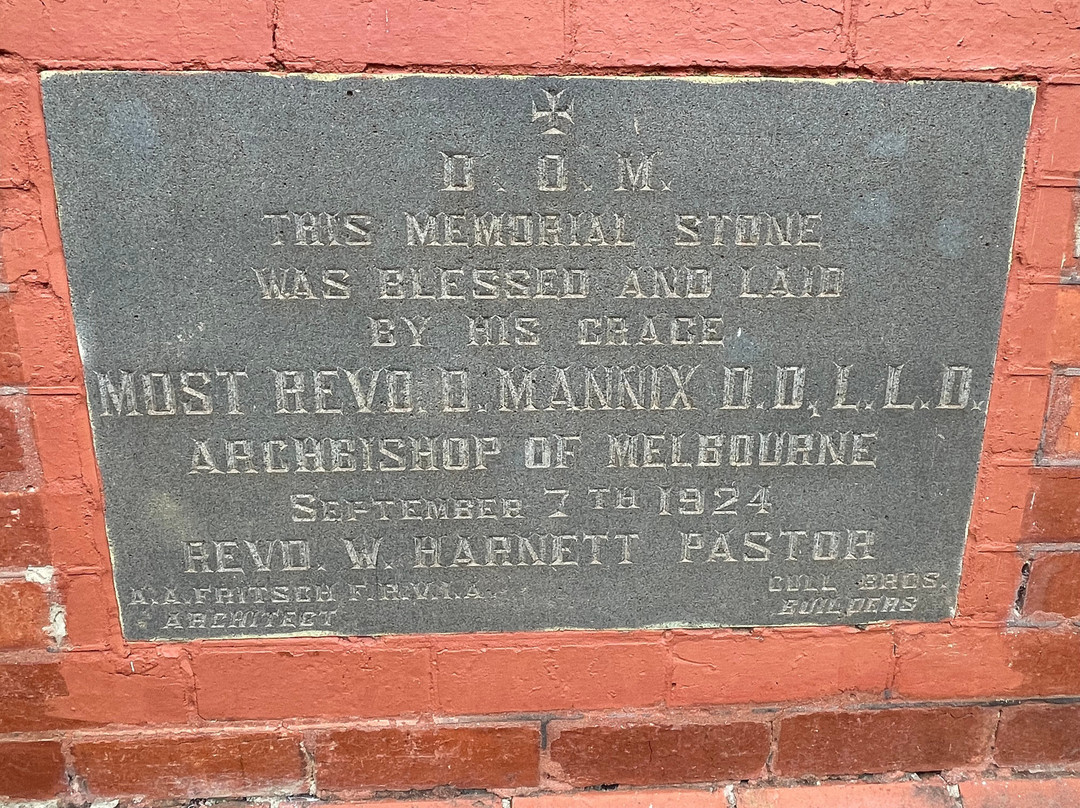 D. O. M.
THIS MEMORIAL STONE
WAS BLESSED AND LAID
BY HIS GRACE
MOST REVD. D. MANNIX D.D., L.L.D.
ARCHBISHOP OF MELBOURNE
SEPTEMBER 7TH 1924
REVD. W. HARNETT PASTOR
A.A. FRITSCH F.R.V.I.A.
ARCHITECT
CULL BROS.
BUILDERS